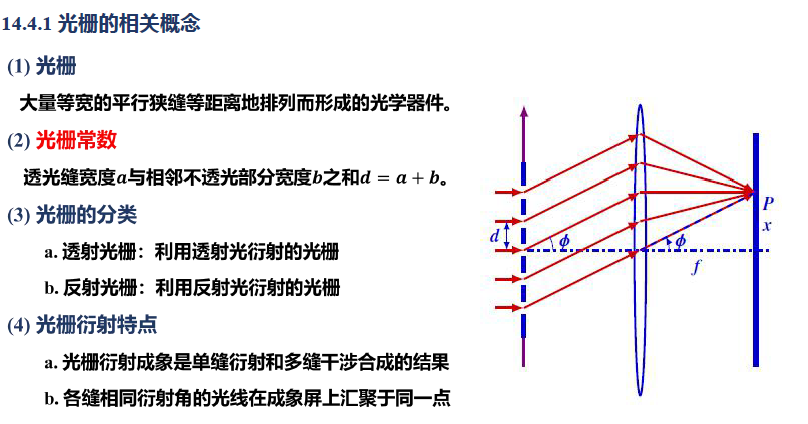 14.4.1 光栅的相关概念
(1) 光栅
大量等宽的平行狭缝等距离地排列而形成的光学器件。
(2) 光栅常数
透光缝宽度a与相邻不透光部分宽度b之和d = a + b。
(3) 光栅的分类
a. 透射光栅：利用透射光衍射的光栅
b. 反射光栅：利用反射光衍射的光栅
(4) 光栅衍射特点
a. 光栅衍射成象是单缝衍射和多缝干涉合成的结果
b. 各缝相同衍射角的光线在成象屏上汇聚于同一点
P
x
d
ϕ
ϕ
f